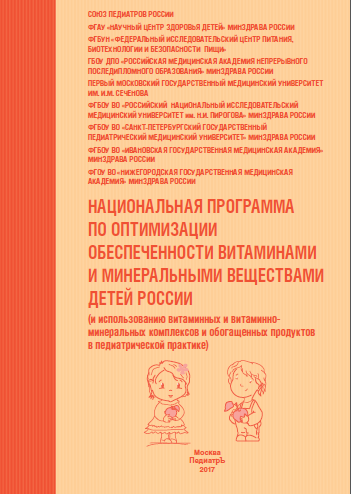 СОЮЗ ПЕДИАТРОВ РОССИИ
ФГАУ «НАУЧНЫЙ ЦЕНТР ЗДОРОВЬЯ ДЕТЕЙ» МИНЗДРАВА РОССИИ
ФГБУН «ФЕДЕРАЛЬНЫЙ ИССЛЕДОВАТЕЛЬСКИЙ ЦЕНТР ПИТАНИЯ,
БИОТЕХНОЛОГИИ И БЕЗОПАСНОСТИ ПИЩИ»
ГБОУ ДПО «РОССИЙСКАЯ МЕДИЦИНСКАЯ АКАДЕМИЯ НЕПРЕРЫВНОГО
ПОСЛЕДИПЛОМНОГО ОБРАЗОВАНИЯ» МИНЗДРАВА РОССИИ
ПЕРВЫЙ МОСКОВСКИЙ ГОСУДАРСТВЕННЫЙ МЕДИЦИНСКИЙ УНИВЕРСИТЕТ
ИМ. И.М. СЕЧЕНОВА
ФГБОУ ВО «РОССИЙСКИЙ НАЦИОНАЛЬНЫЙ ИССЛЕДОВАТЕЛЬСКИЙ
МЕДИЦИНСКИЙ УНИВЕРСИТЕТ им. Н.И. ПИРОГОВА» МИНЗДРАВА РОССИИ
ФГБОУ ВО «САНКТ-ПЕТЕРБУРГСКИЙ ГОСУДАРСТВЕННЫЙ
ПЕДИАТРИЧЕСКИЙ МЕДИЦИНСКИЙ УНИВЕРСИТЕТ» МИНЗДРАВА РОССИИ
ФГБОУ ВО «ИВАНОВСКАЯ ГОСУДАРСТВЕННАЯ МЕДИЦИНСКАЯ АКАДЕМИЯ»
МИНЗДРАВА РОССИИ
ФГОУ ВО «НИЖЕГОРОДСКАЯ ГОСУДАРСТВЕННАЯ МЕДИЦИНСКАЯ
АКАДЕМИЯ» МИНЗДРАВА РОССИИ
НАЦИОНАЛЬНАЯ ПРОГРАММА
ПО ОПТИМИЗАЦИИ
ОБЕСПЕЧЕННОСТИ ВИТАМИНАМИ
И МИНЕРАЛЬНЫМИ ВЕЩЕСТВАМИ
ДЕТЕЙ РОССИИ
(и использованию витаминных и витаминно-
минеральных комплексов и обогащенных продуктов
в педиатрической практике)
Москва
ПедиатрЪ
2017